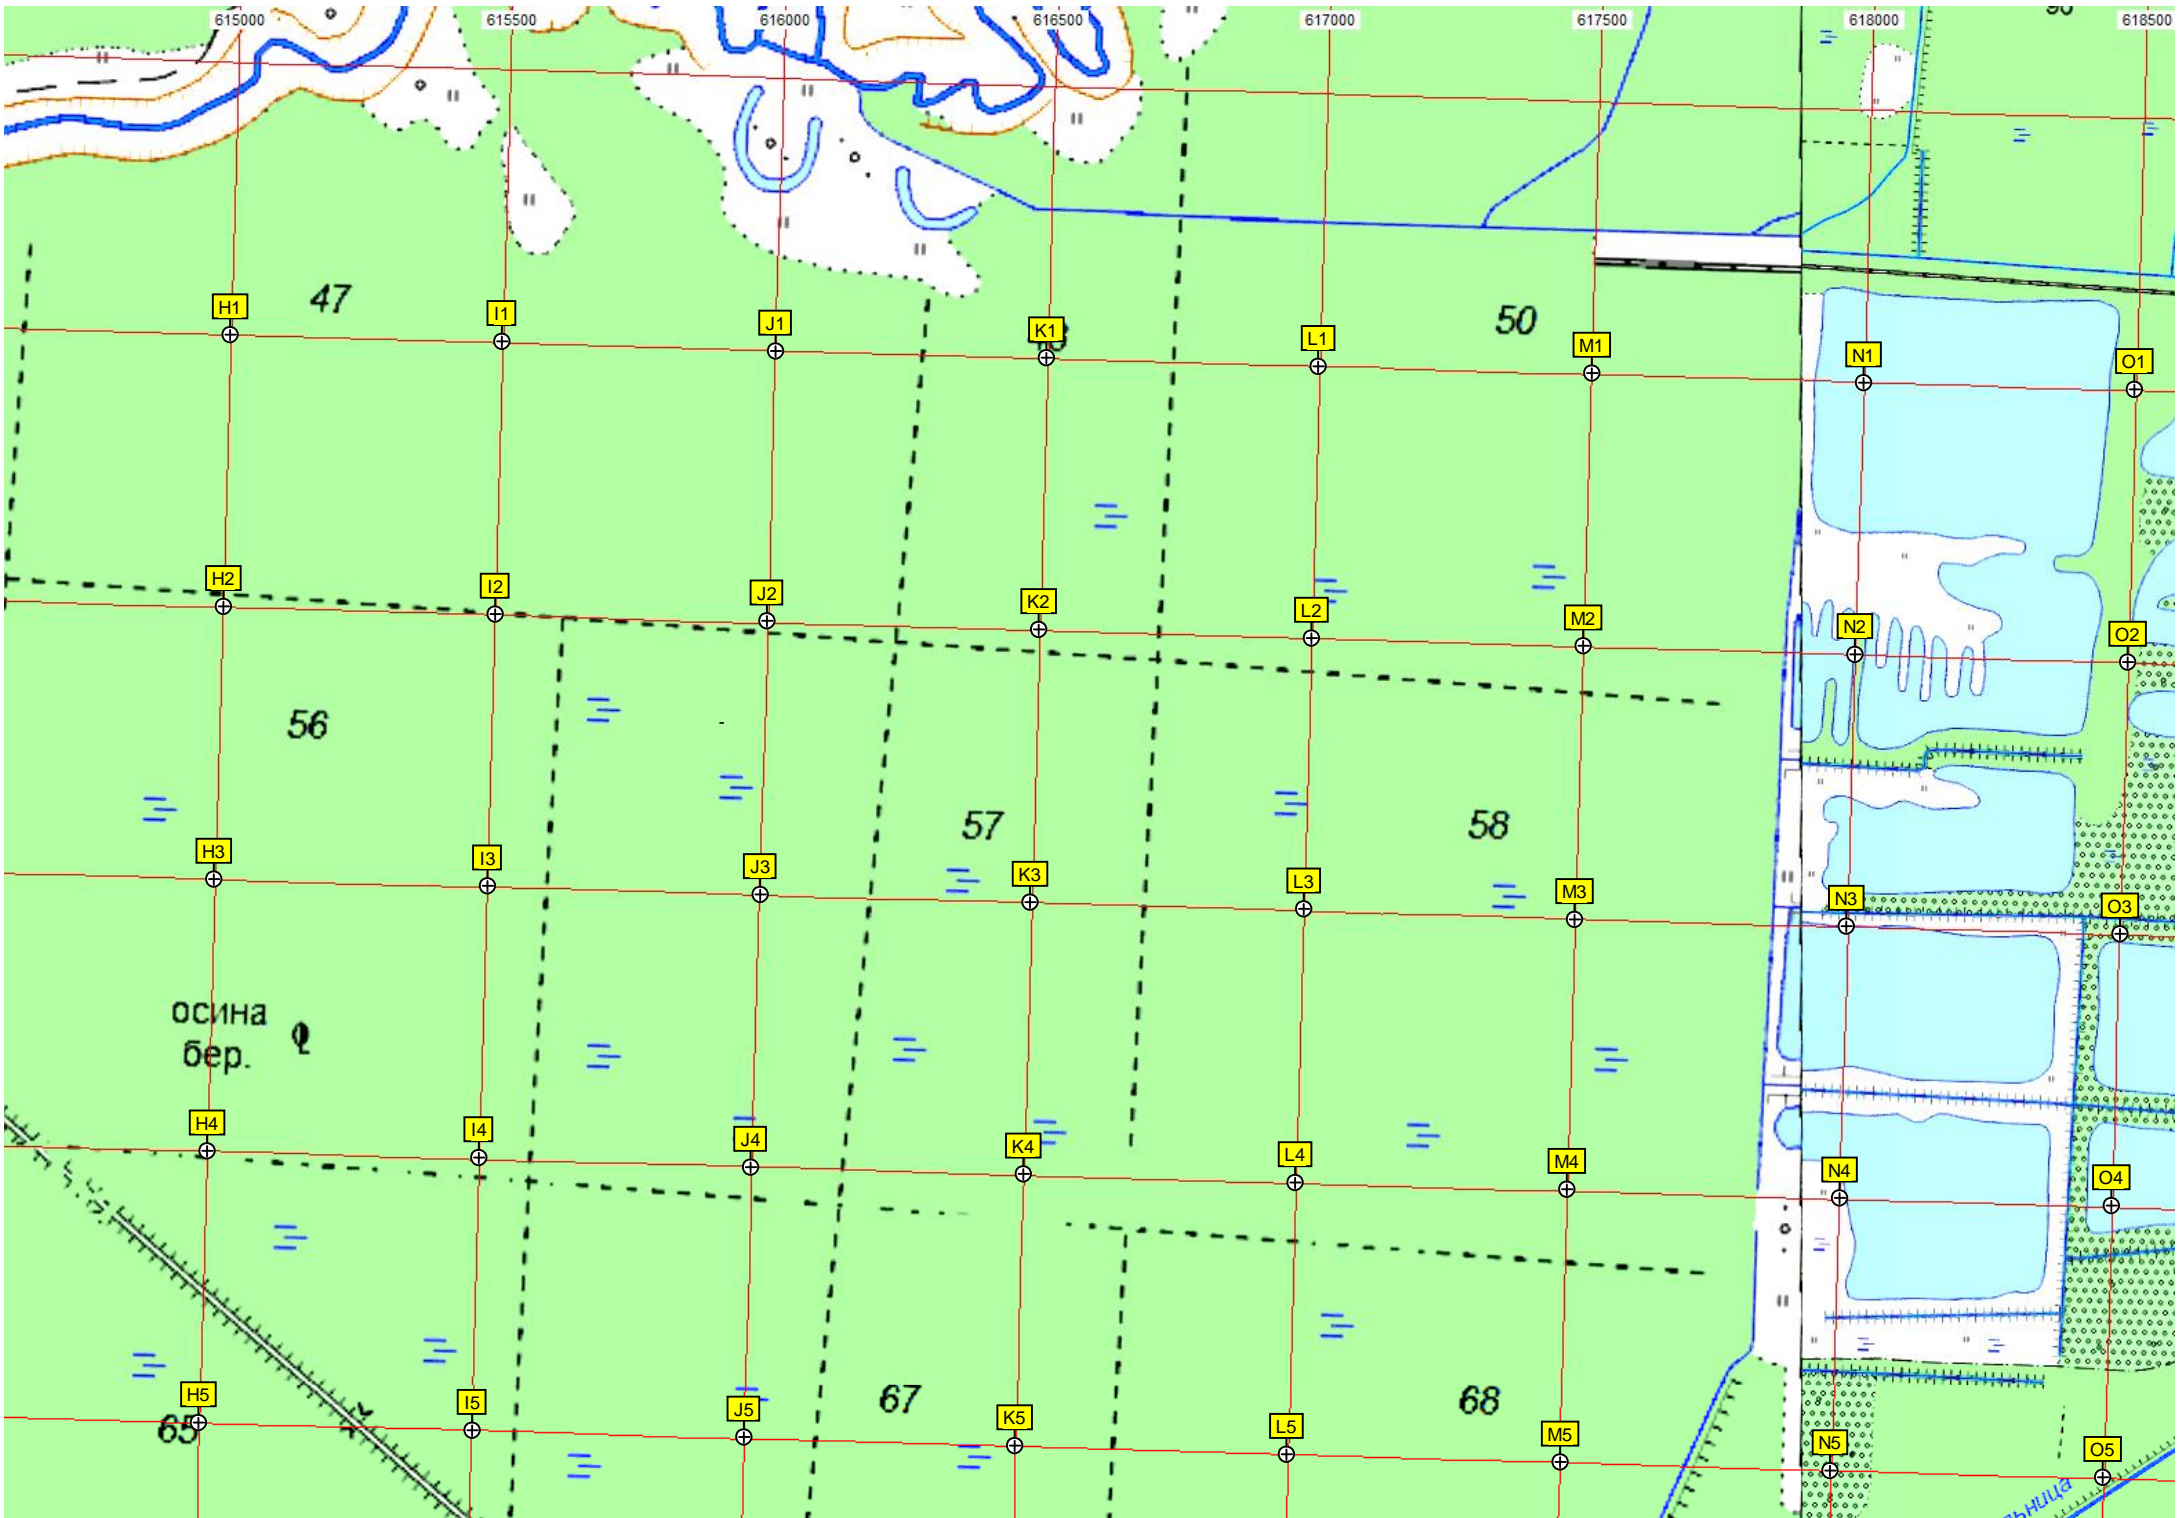 615000 615500 616000 616500 617000 617500 618000 618500
47
50
H1 I1 J1 K1 L1 M1 N1 O1
H2 I2 J2 K2 L2 M2 N2 O2
56
57
58
H3 I3 J3 K3 L3 M3 N3 O3
осина
бер.
H4 I4 J4 K4 L4 M4 N4 O4
67
68
H5 I5 J5 K5 L5 M5 N5 O5
65